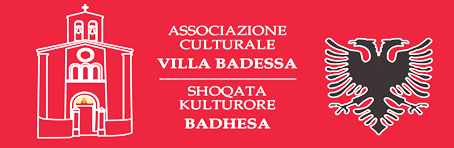 ASSOCIAZIONE
CULTURALE
VILLA BADESSA
SHOQATA
KULTURORE
BADHESA